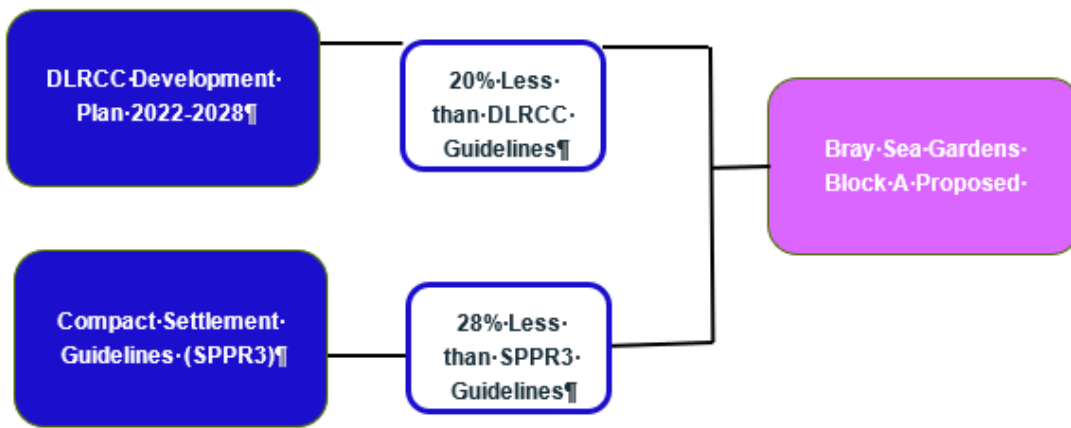 DLRCC·Development·
Plan·2022-2028¶
20%·Less·
than·DLRCC·
Guidelines¶
Bray·Sea·Gardens·
Block·A·Proposed·
Compact·Settlement·
Guidelines·(SPPR3)¶
28%·Less·
than·SPPR3·
Guidelines¶